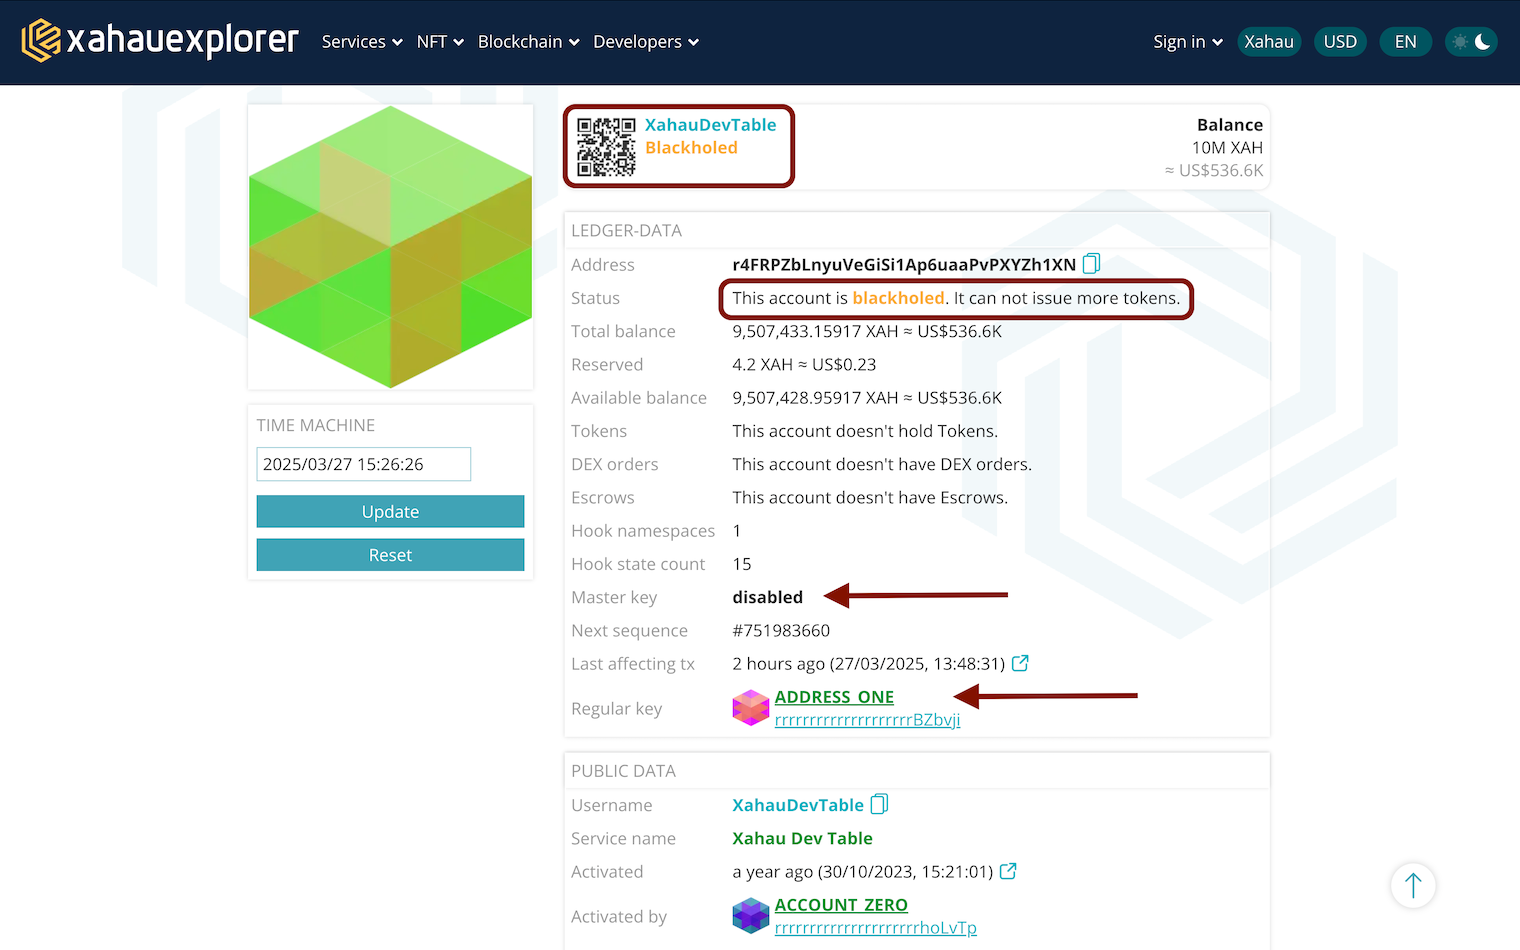 xahauexplorer Services NFT Blockchain Developers Sign in Xahau USD EN
XahauDevTable
Blackholed
Balance
10M XAH
≈ US$536.6K
TIME MACHINE
2025/03/27 15:26:26
Update
Reset
LEDGER-DATA
Address r4FRPZbLnyuVeGiSi1Ap6uaaPvPXYZh1XN
Status This account is blackholed. It can not issue more tokens.
Total balance 9,507,433.15917 XAH ≈ US$536.6K
Reserved 4.2 XAH ≈ US$0.23
Available balance 9,507,428.95917 XAH ≈ US$536.6K
Tokens This account doesn't hold Tokens.
DEX orders This account doesn't have DEX orders.
Escrows This account doesn't have Escrows.
Hook namespaces 1
Hook state count 15
Master key disabled
Next sequence #751983660
Last affecting tx 2 hours ago (27/03/2025, 13:48:31)
Regular key ADDRESS ONE
rrrrrrrrrrrrrrrrrrrrBZbvji
PUBLIC DATA
Username XahauDevTable
Service name Xahau Dev Table
Activated a year ago (30/10/2023, 15:21:01)
Activated by ACCOUNT ZERO
rrrrrrrrrrrrrrrrrrrrrhoLvTp